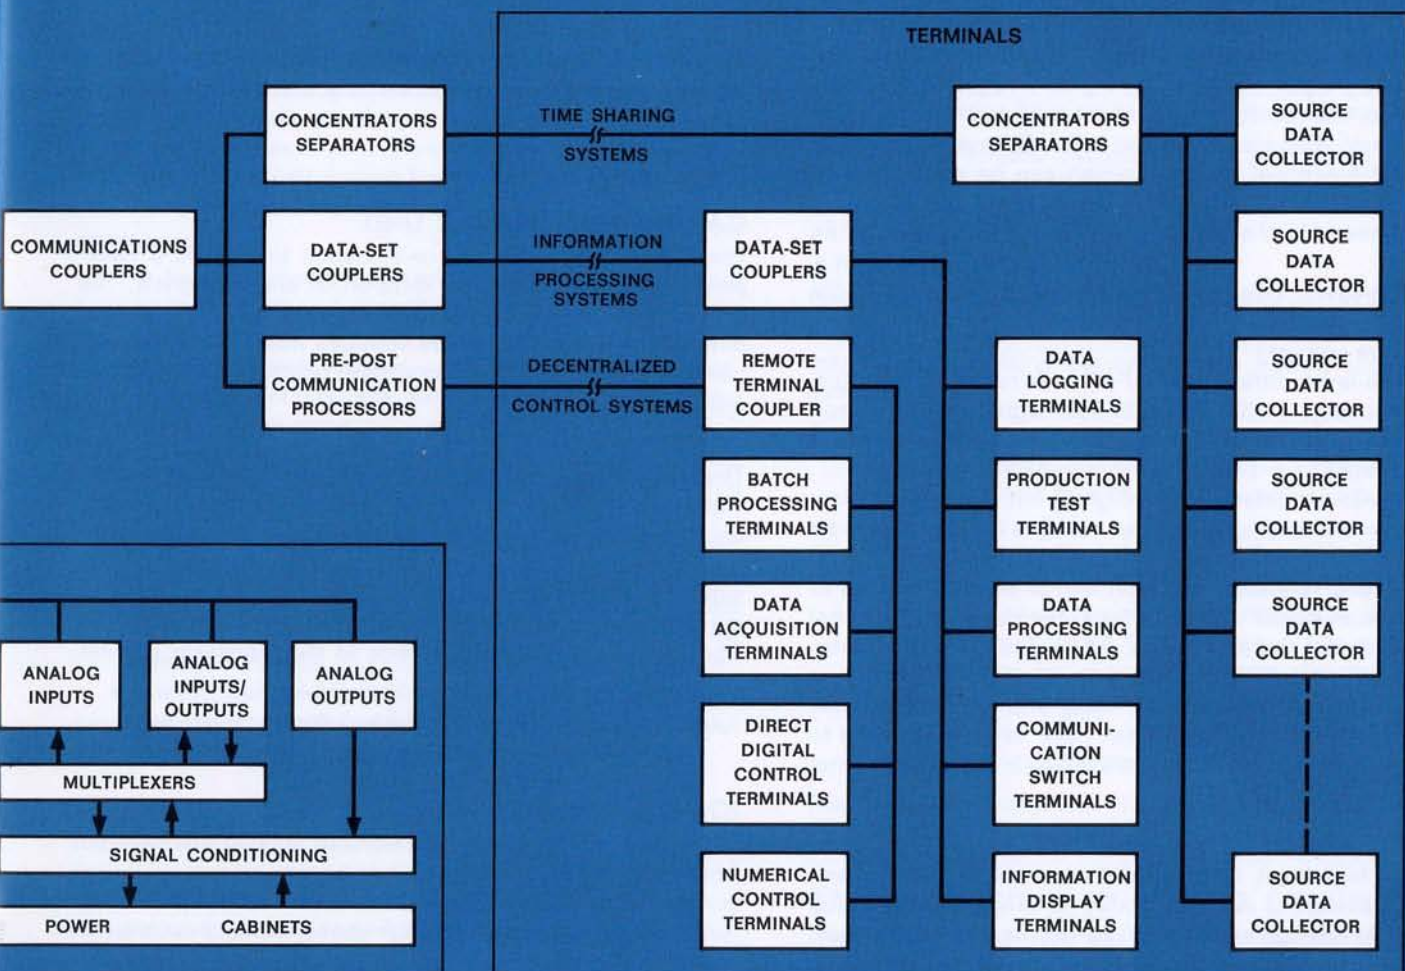 TERMINALS
CONCENTRATORS
SEPARATORS
TIME SHARING
SYSTEMS
CONCENTRATORS
SEPARATORS
SOURCE
DATA
COLLECTOR
COMMUNICATIONS
COUPLERS
DATA-SET
COUPLERS
INFORMATION
PROCESSING
SYSTEMS
DATA-SET
COUPLERS
SOURCE
DATA
COLLECTOR
PRE-POST
COMMUNICATION
PROCESSORS
DECENTRALIZED
CONTROL SYSTEMS
REMOTE
TERMINAL
COUPLER
DATA
LOGGING
TERMINALS
SOURCE
DATA
COLLECTOR
BATCH
PROCESSING
TERMINALS
PRODUCTION
TEST
TERMINALS
SOURCE
DATA
COLLECTOR
DATA
ACQUISITION
TERMINALS
DATA
PROCESSING
TERMINALS
SOURCE
DATA
COLLECTOR
ANALOG
INPUTS
ANALOG
INPUTS/
OUTPUTS
ANALOG
OUTPUTS
DIRECT
DIGITAL
CONTROL
TERMINALS
COMMUNI-
CATION
SWITCH
TERMINALS
MULTIPLEXERS
SIGNAL CONDITIONING
POWER CABINETS
NUMERICAL
CONTROL
TERMINALS
INFORMATION
DISPLAY
TERMINALS
SOURCE
DATA
COLLECTOR